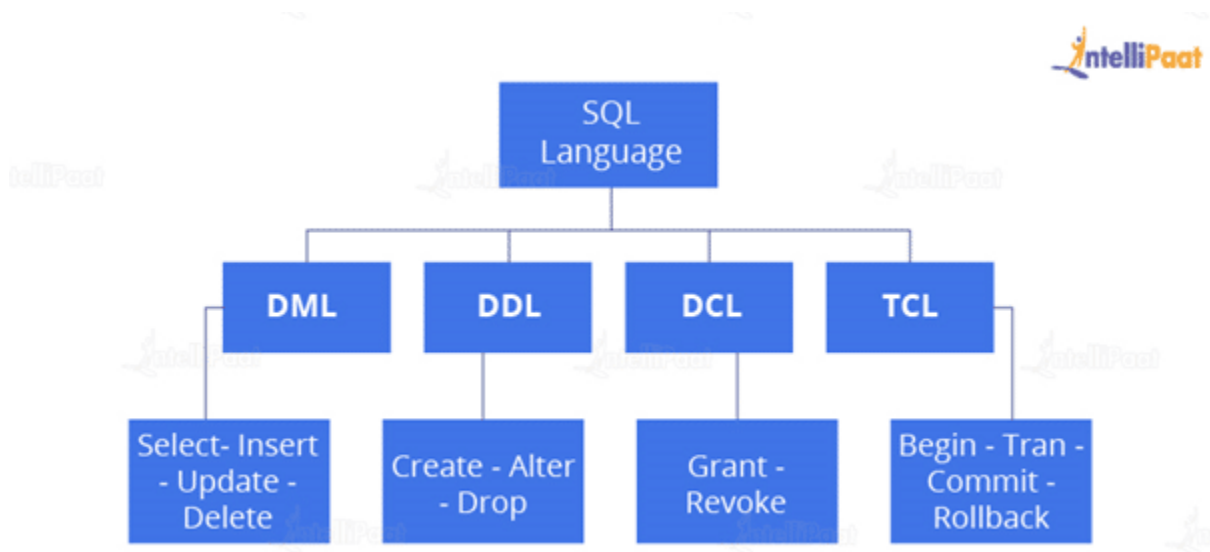 IntelliPaat
SQL
Language
DML
DDL
DCL
TCL
Select- Insert
- Update -
Delete
Create - Alter
- Drop
Grant -
Revoke
Begin - Tran -
Commit -
Rollback